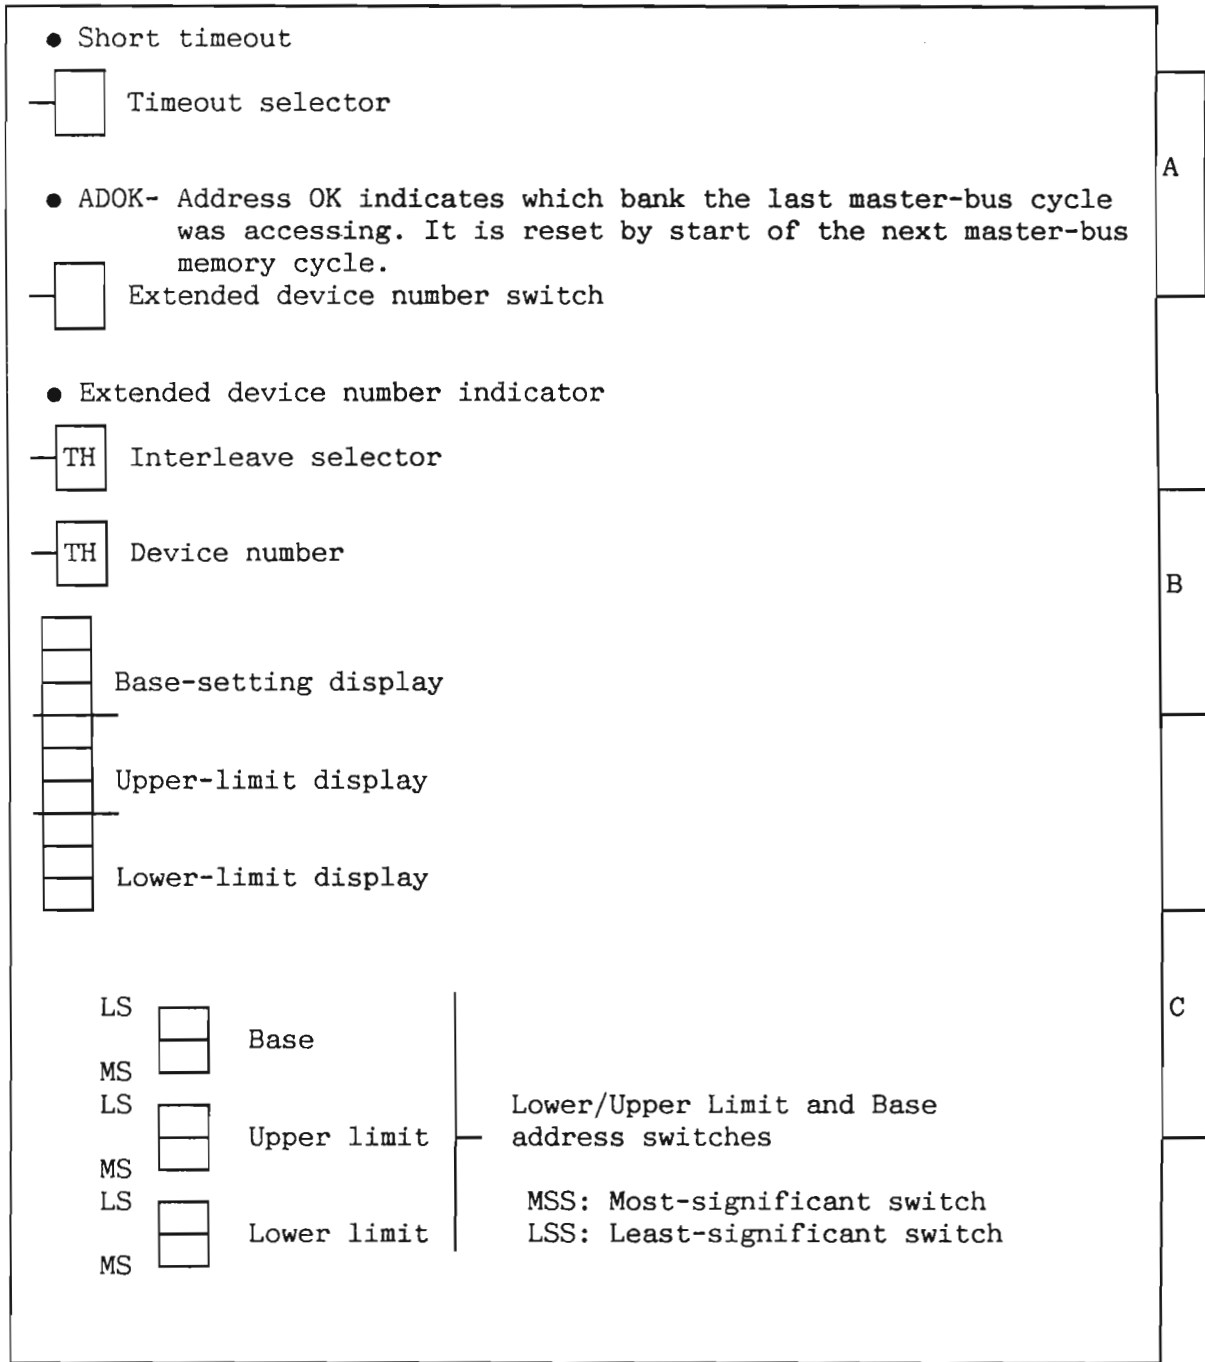 ● Short timeout
Timeout selector
A
● ADOK- Address OK indicates which bank the last master-bus cycle
was accessing. It is reset by start of the next master-bus
memory cycle.
Extended device number switch
● Extended device number indicator
TH Interleave selector
TH Device number
B
Base-setting display
Upper-limit display
Lower-limit display
C
LS
Base
MS
LS
Upper limit
MS
LS
Lower limit
MS
Lower/Upper Limit and Base
address switches
MSS: Most-significant switch
LSS: Least-significant switch